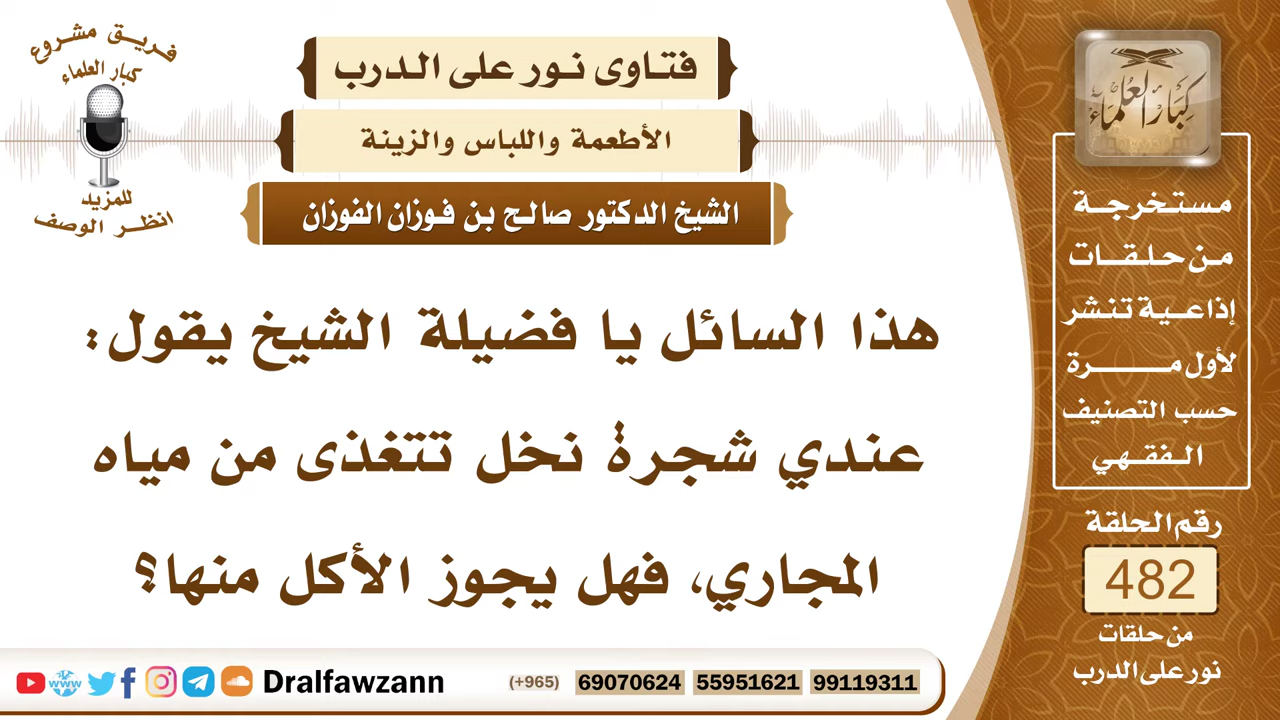 فريق مشروع
كبار العلماء
للمزيد
انظر الوصف
فتاوى نور على الدرب
الأطعمة واللباس والزينة
الشيخ الدكتور صالح بن فوزان الفوزان
هذا السائل يا فضيلة الشيخ يقول:
عندي شجرة نخل تتغذى من مياه
المجاري، فهل يجوز الأكل منها؟
كبار العلماء
مستخرجة
من حلقات
إذاعية تنشر
لأول مرة
حسب التصنيف
الفقهي
رقم الحلقة
482
من حلقات
نور على الدرب
www Dralfawzann (+965) 69070624 55951621 99119311